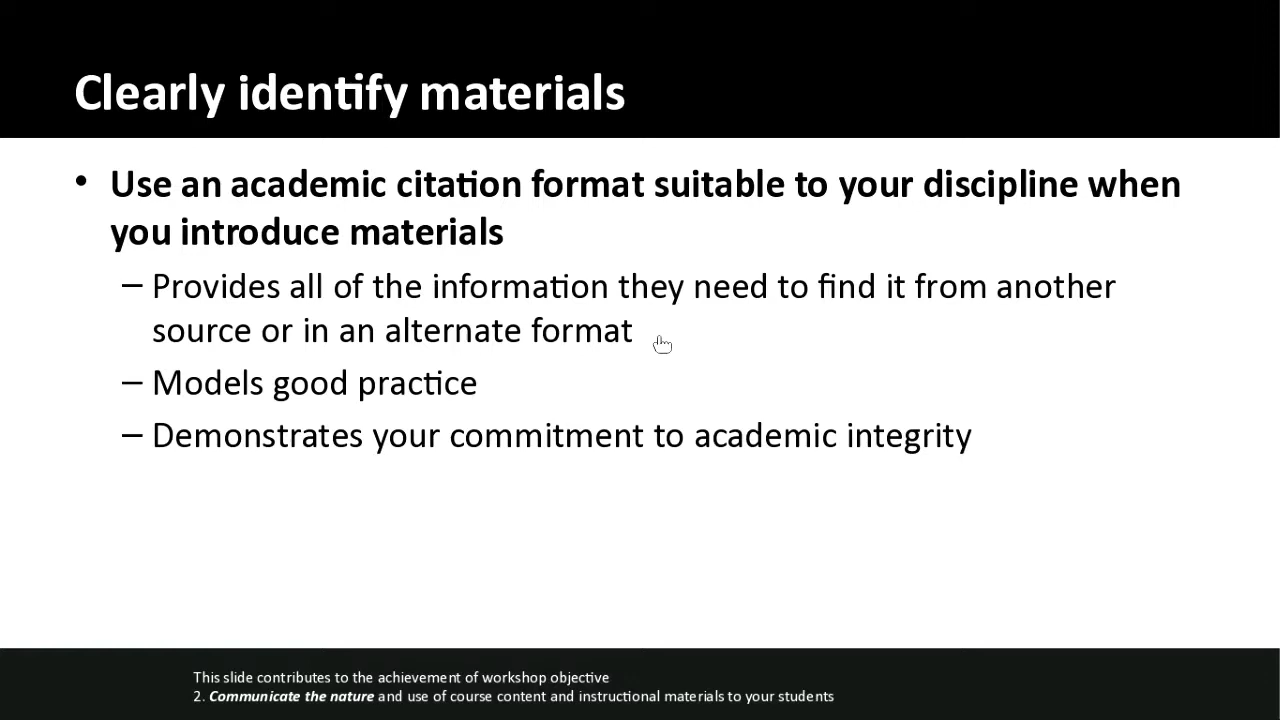 Clearly identify materials
• Use an academic citation format suitable to your discipline when
you introduce materials
– Provides all of the information they need to find it from another
source or in an alternate format
– Models good practice
– Demonstrates your commitment to academic integrity
This slide contributes to the achievement of workshop objective
2. Communicate the nature and use of course content and instructional materials to your students